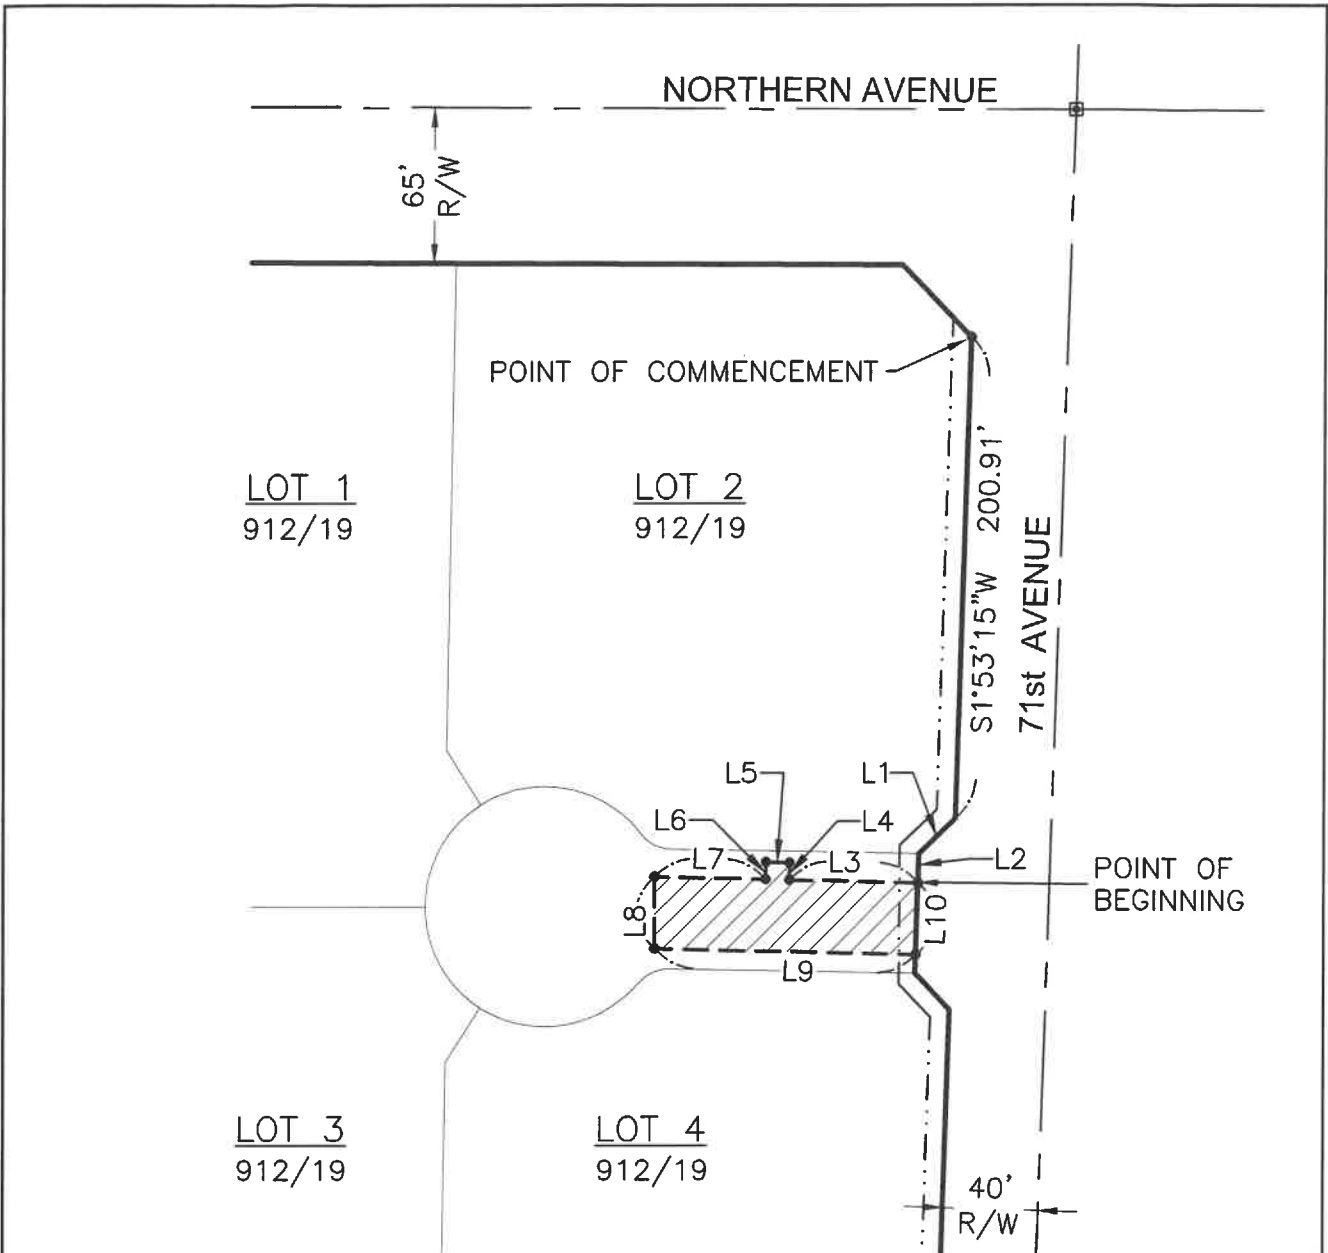 NORTHERN AVENUE
65'
R/W
POINT OF COMMENCEMENT
S1°53'15"W 200.91'
71st AVENUE
LOT 1
912/19
LOT 2
912/19
L5
L1
L6
L4
L7
L3
L2
POINT OF
BEGINNING
L8
L10
L9
LOT 3
912/19
LOT 4
912/19
40'
R/W